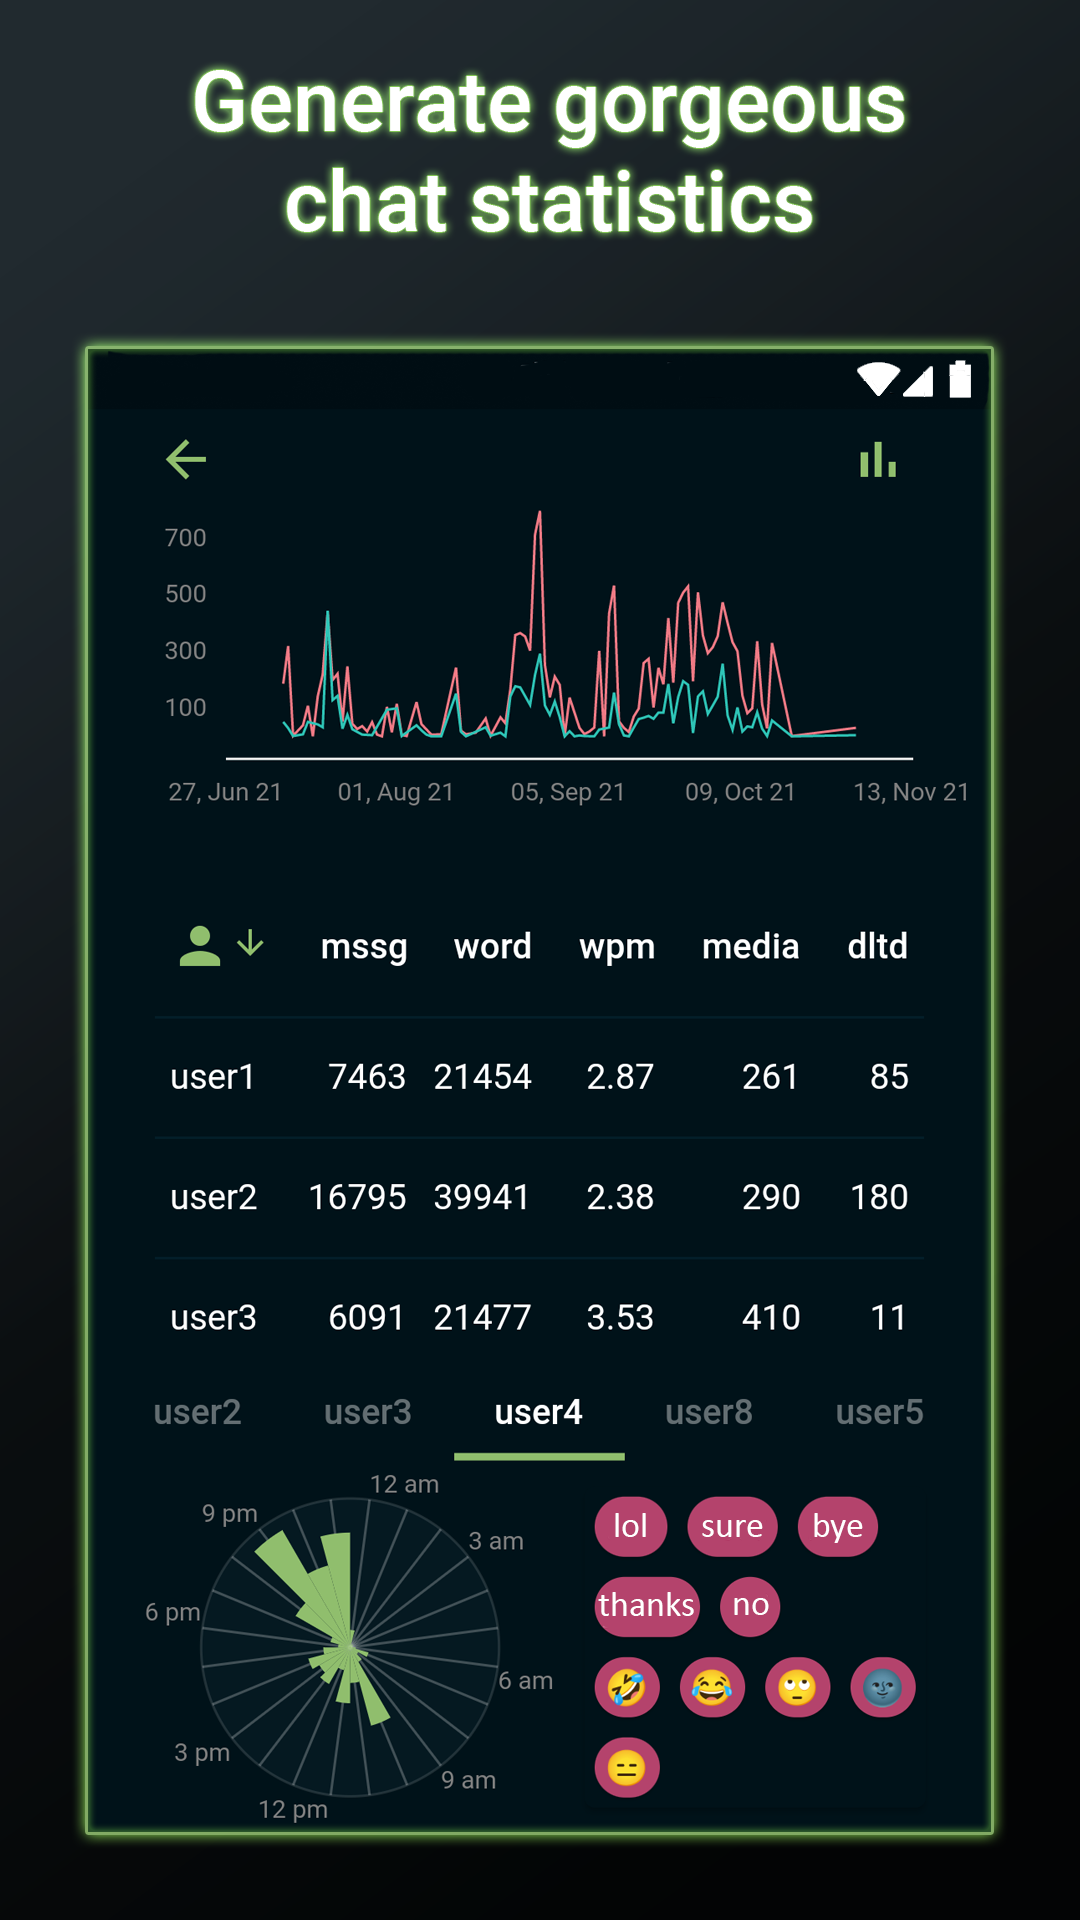 Generate gorgeous
chat statistics
700
500
300
100
27, Jun 21 01, Aug 21 05, Sep 21 09, Oct 21 13, Nov 21
mssg word wpm media dltd
user1 7463 21454 2.87 261 85
user2 16795 39941 2.38 290 180
user3 6091 21477 3.53 410 11
user2 user3 user4 user8 user5
12 am
3 am
6 am
9 am
12 pm
3 pm
6 pm
9 pm
lol sure bye
thanks no